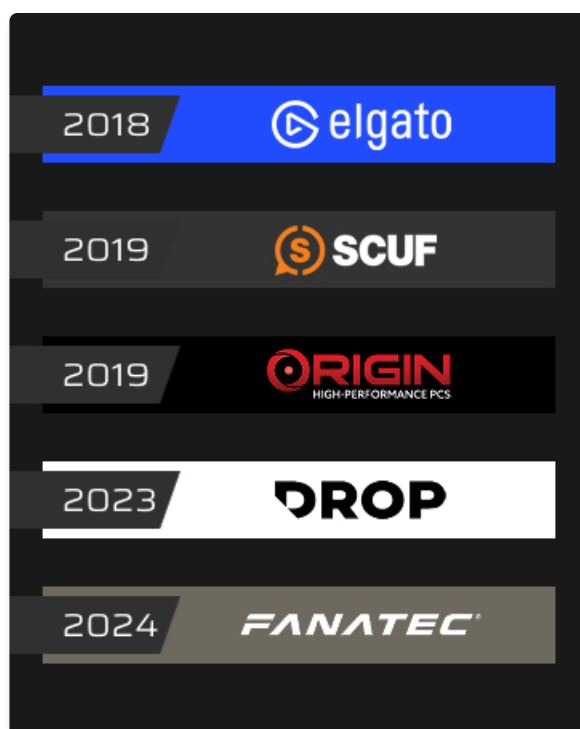 2018 elgato
2019 SCUF
2019 ORIGIN
HIGH-PERFORMANCE PCS
2023 DROP
2024 FANATEC